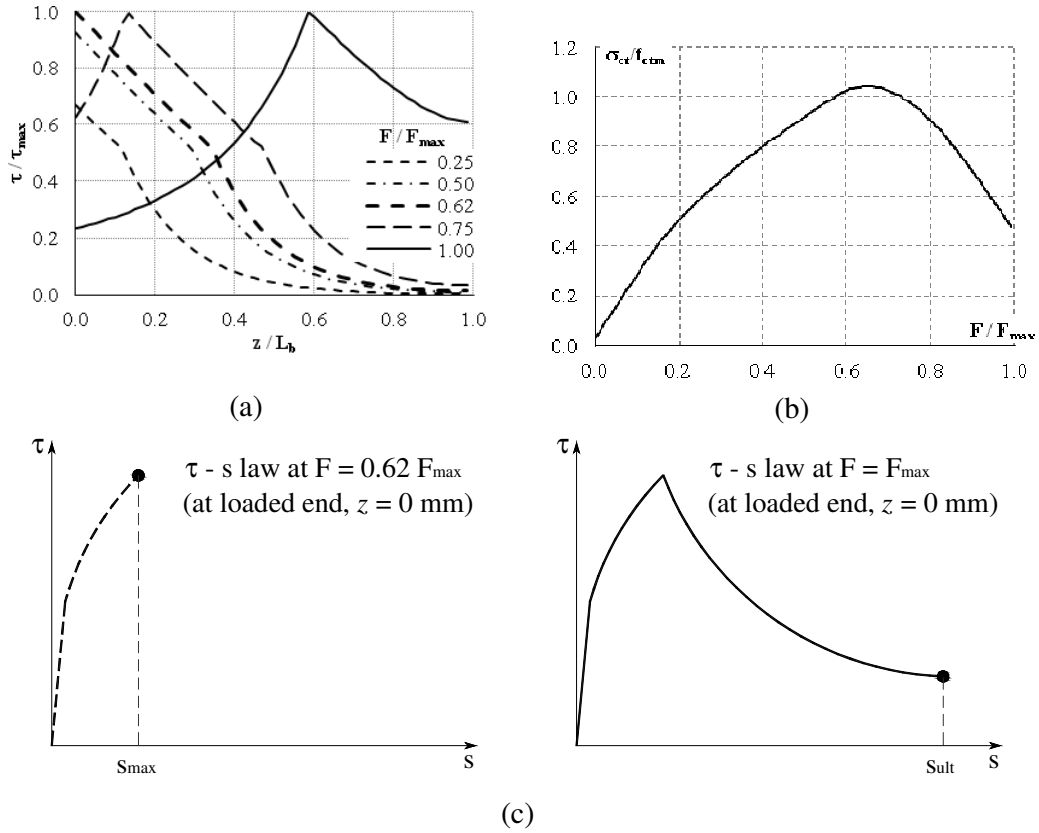 τ / τmax
1.0
0.8
0.6
0.4
0.2
0.0
F / Fmax
0.25
0.50
0.62
0.75
1.00
0.0 0.2 0.4 0.6 0.8 1.0
z / Lb
(a)
σct/fctm
1.2
1.0
0.8
0.6
0.4
0.2
0.0
F / Fmax
0.0 0.2 0.4 0.6 0.8 1.0
(b)
τ
τ - s law at F = 0.62 Fmax
(at loaded end, z = 0 mm)
smax
s
τ
τ - s law at F = Fmax
(at loaded end, z = 0 mm)
sult
s
(c)